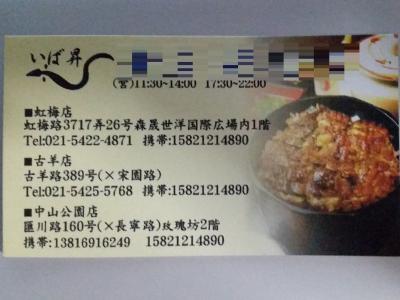 いば昇
(営)11:30~14:00 17:30~22:00
■虹梅店
虹梅路3717弄26号森晟世洋国際広場内1階
Tel:021-5422-4871 携帯:15821214890
■古羊店
古羊路389号(×宋園路)
Tel:021-5425-5768 携帯:15821214890
■中山公園店
匯川路160号(×長寧路)玫瑰坊2階
携帯:13816916249 15821214890